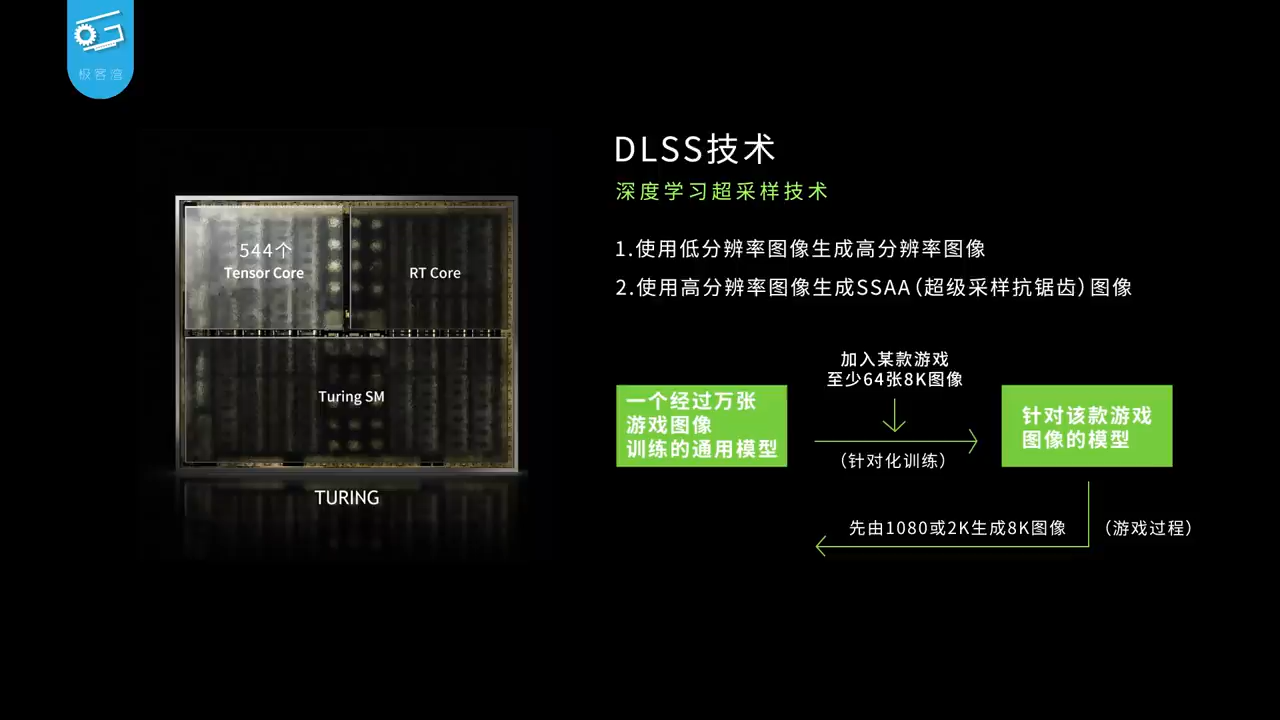 极客湾
DLSS技术
深度学习超采样技术
1.使用低分辨率图像生成高分辨率图像
2.使用高分辨率图像生成SSAA(超级采样抗锯齿)图像
544个
Tensor Core
RT Core
Turing SM
TURING
加入某款游戏
至少64张8K图像
一个经过万张
游戏图像
训练的通用模型
(针对化训练)
针对该款游戏
图像的模型
先由1080或2K生成8K图像
(游戏过程)